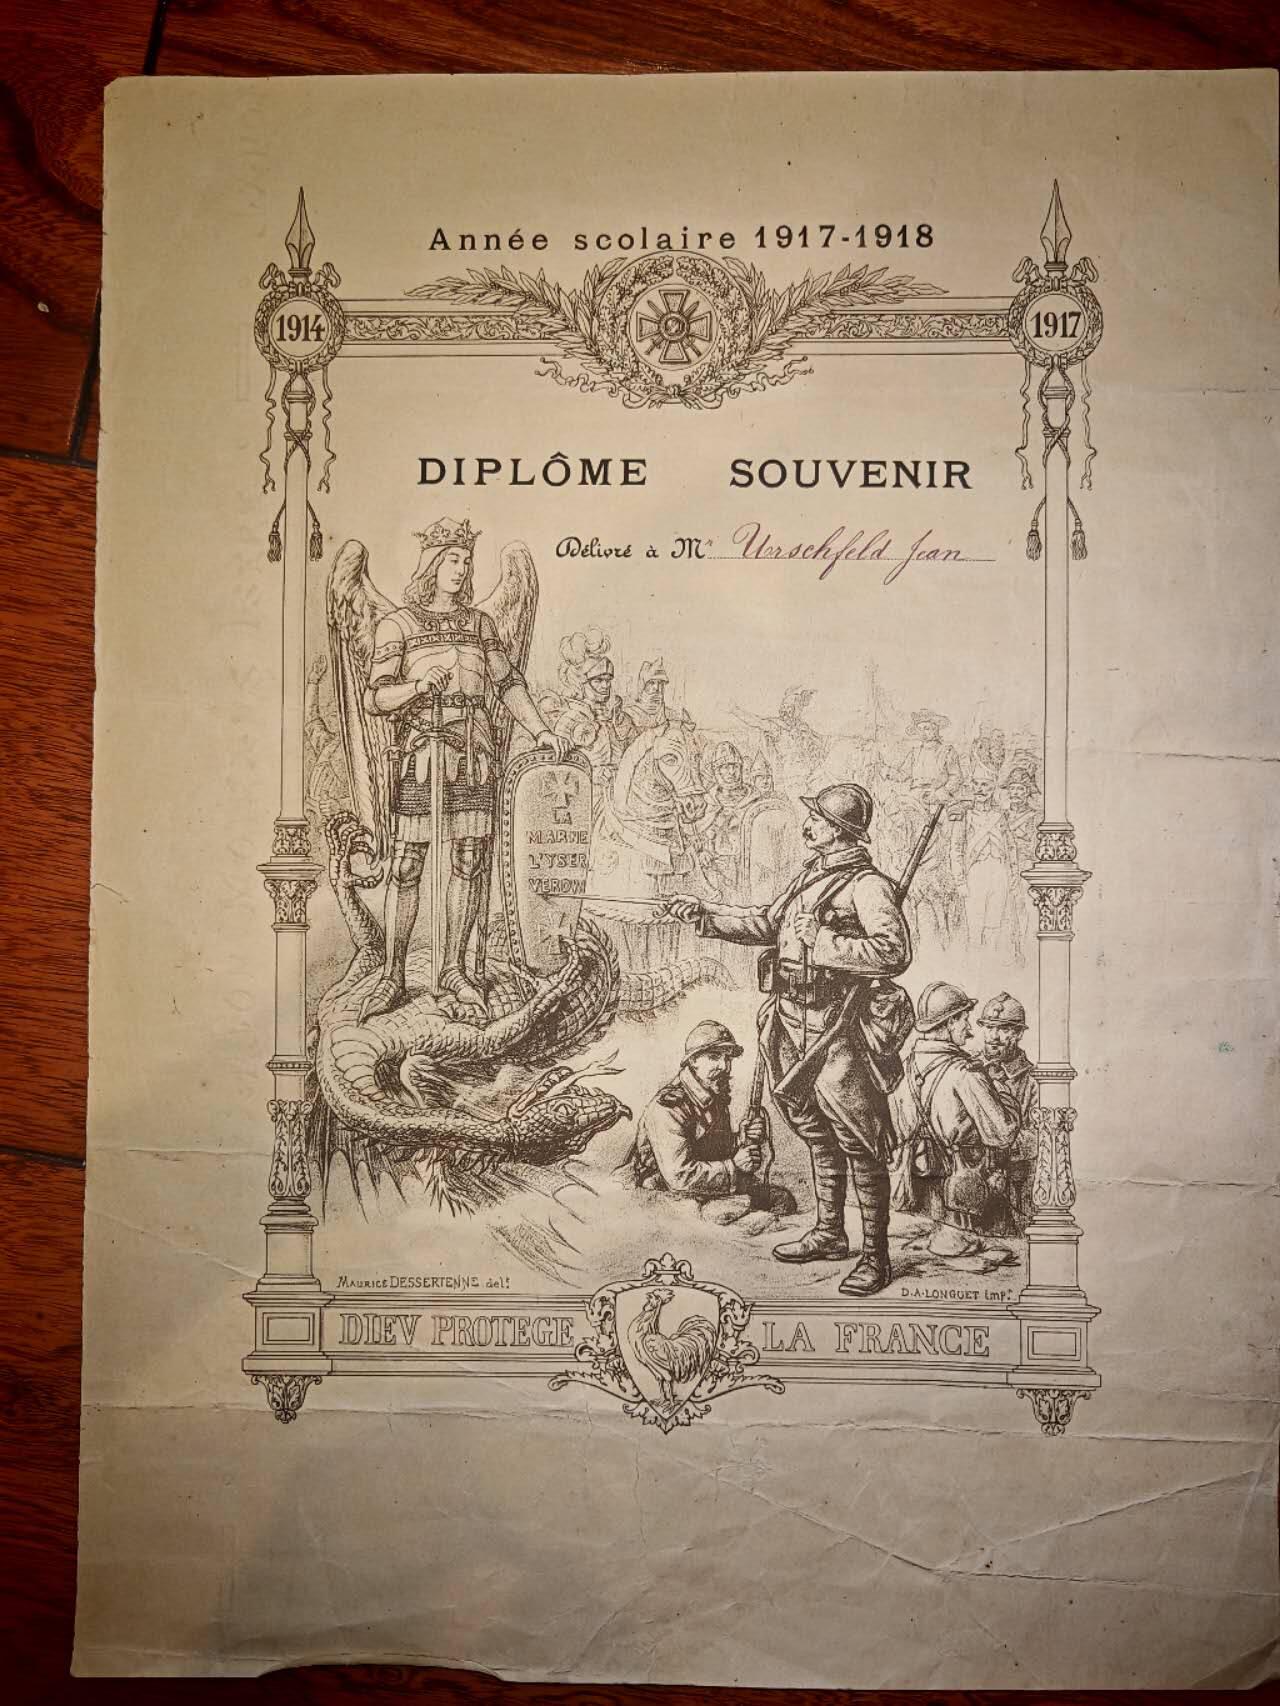 Année scolaire 1917-1918
1914
1917
DIPLÔME SOUVENIR
Délivré à Mr Urschfeld Jean
LA
MARNE
L'YSER
VERDUN
MAURICE DESSERTENNE delt
D.A. LONGUET Impr
DIEV PROTEGE LA FRANCE